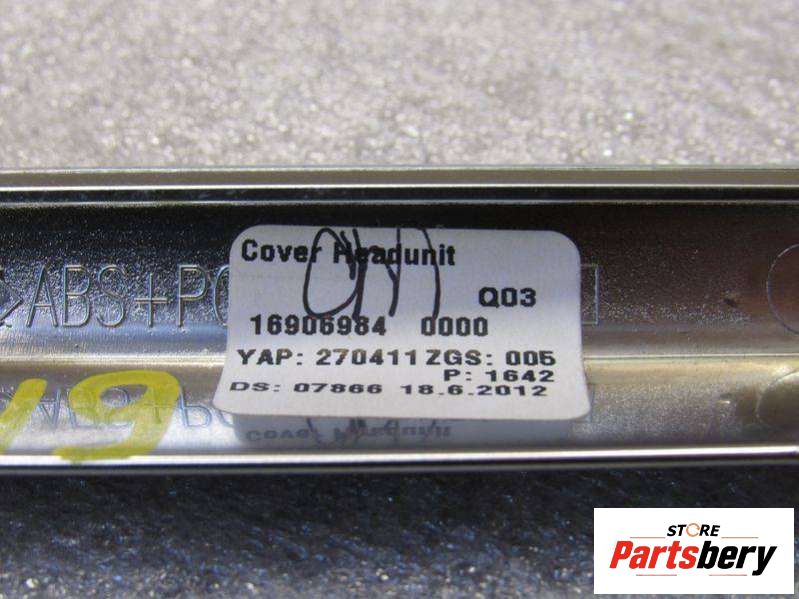 Cover Headunit
Q03
>ABS+PC
16906984 0000
YAP: 270411 ZGS: 005
P: 1642
DS: 07866 18.6.2012
STORE
Partsbery